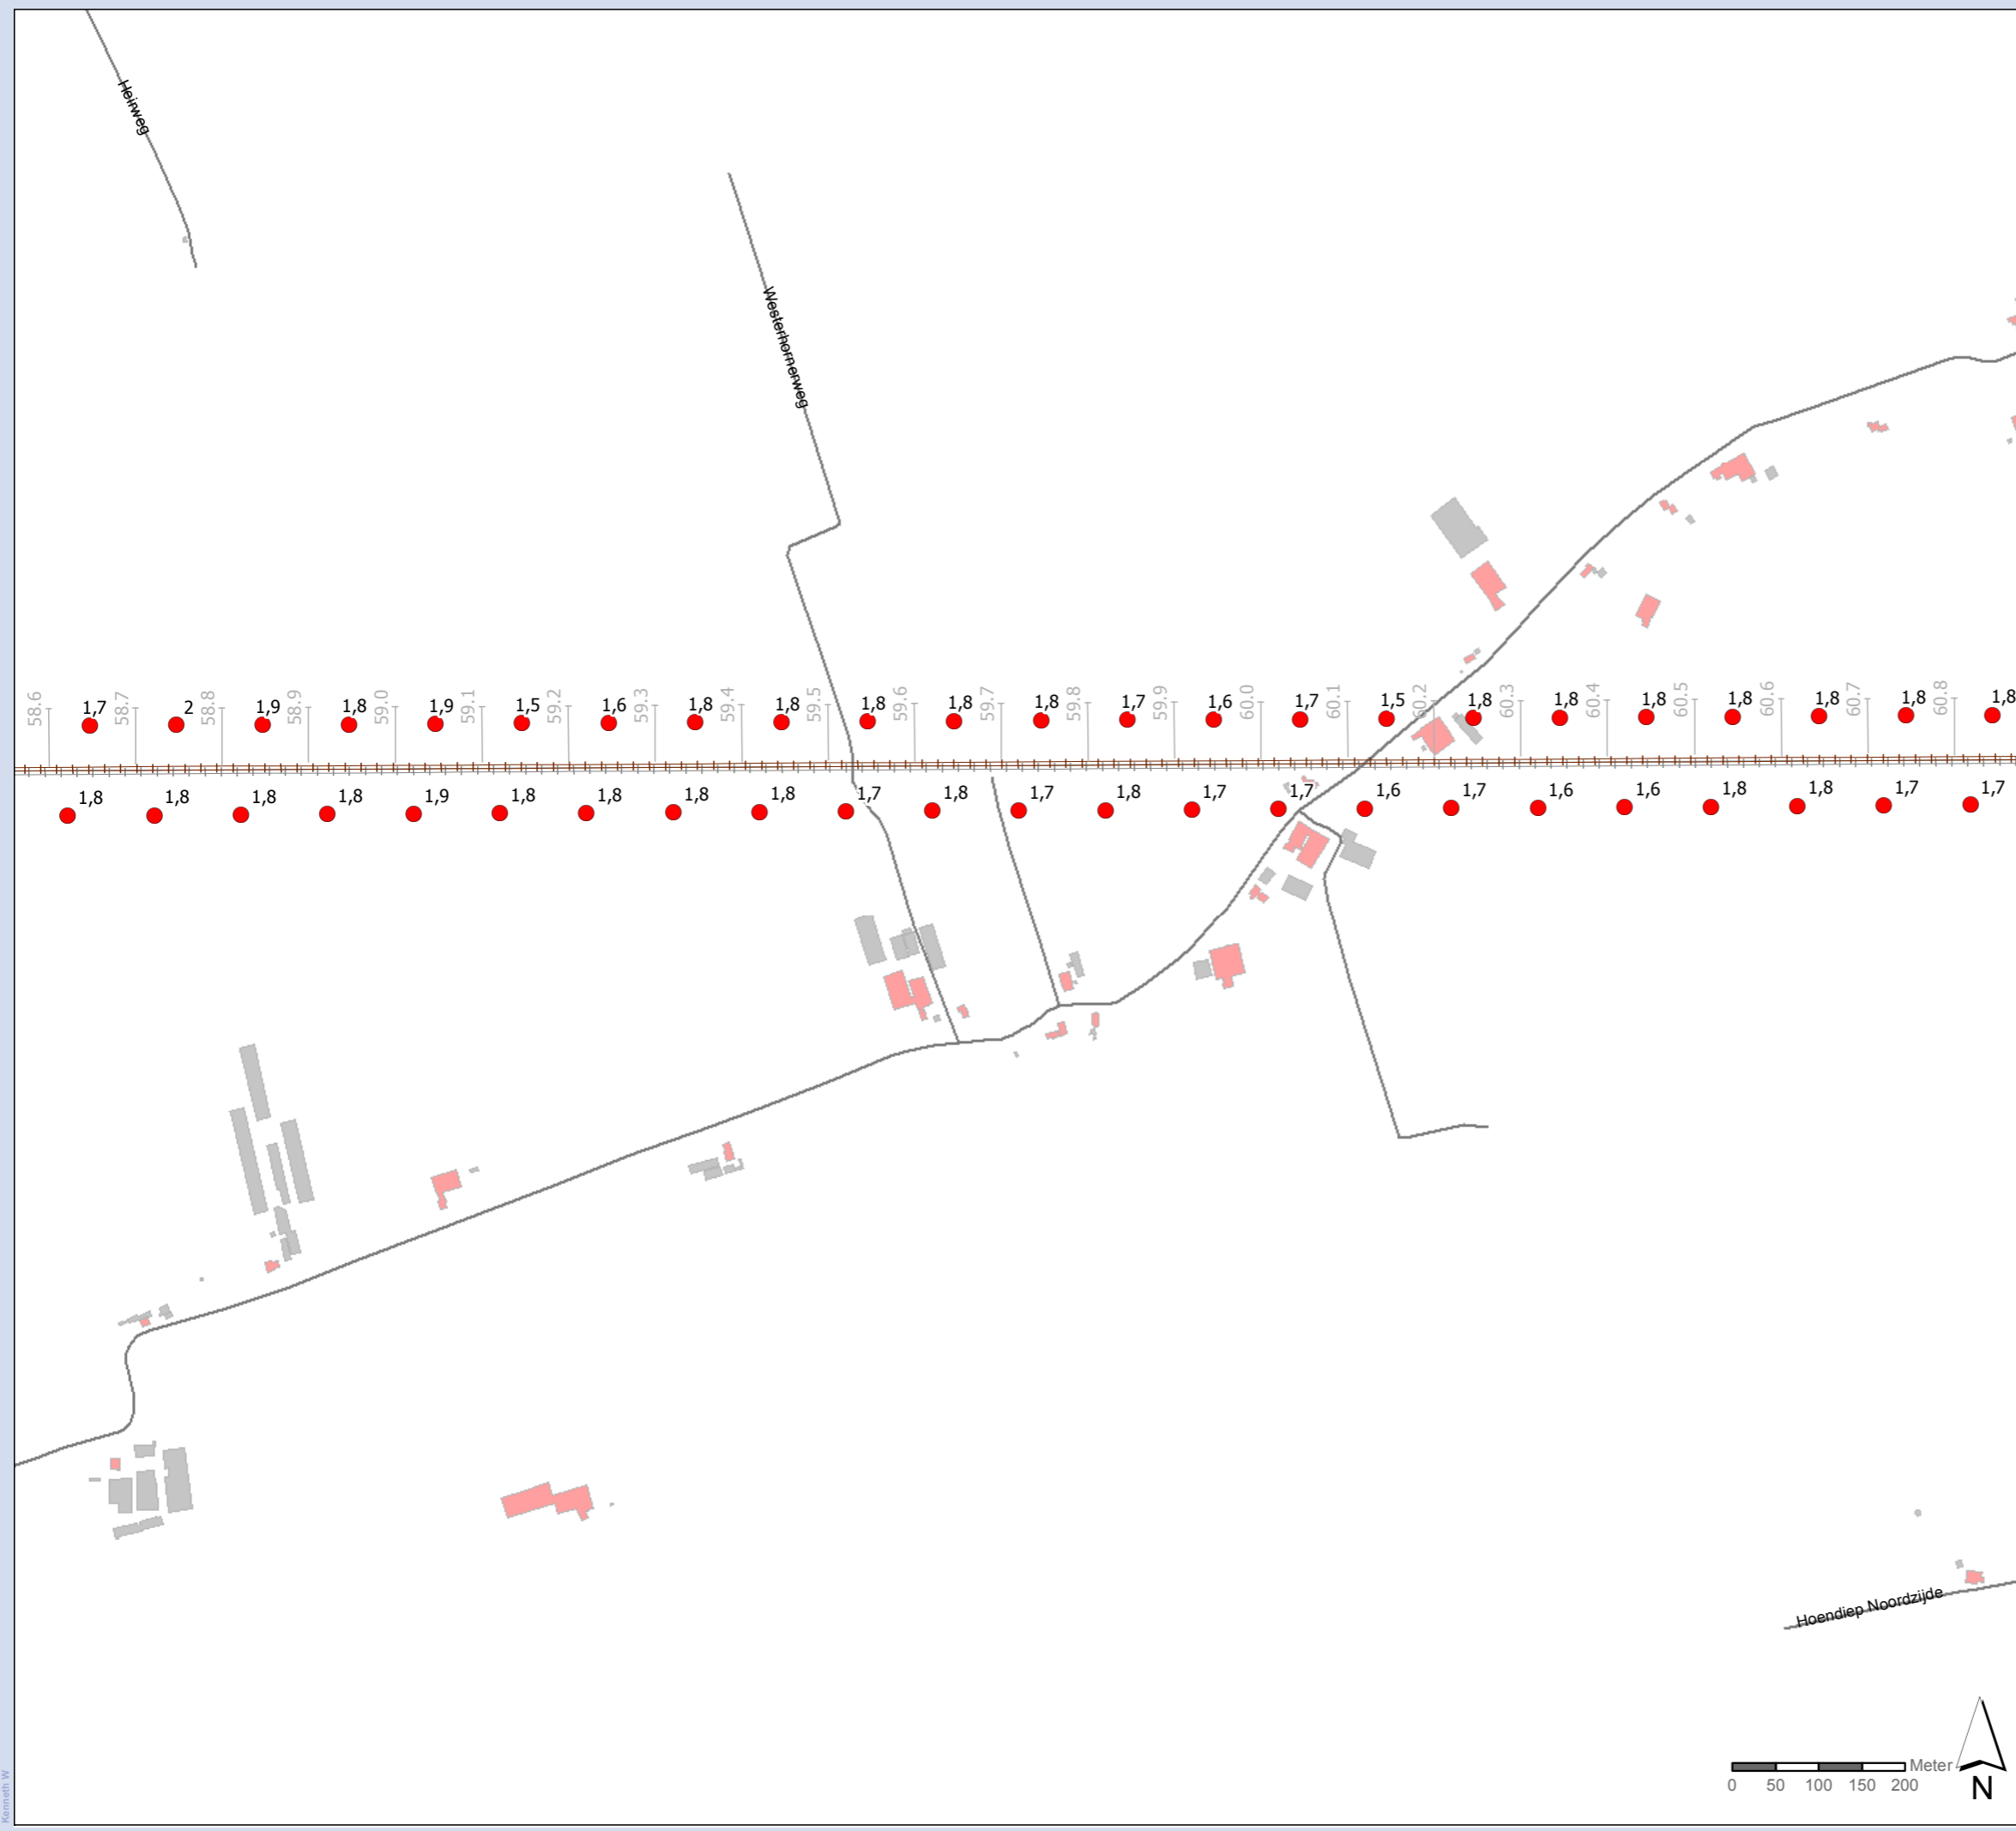 Heirweg
Westerhornerweg
58.6 58.7 58.8 58.9 59.0 59.1 59.2 59.3 59.4 59.5 59.6 59.7 59.8 59.9 60.0 60.1 60.2 60.3 60.4 60.5 60.6 60.7 60.8
1,7 2 1,9 1,8 1,9 1,5 1,6 1,8 1,8 1,8 1,8 1,8 1,7 1,6 1,7 1,5 1,8 1,8 1,8 1,8 1,8 1,8 1,8
1,8 1,8 1,8 1,8 1,9 1,8 1,8 1,8 1,8 1,7 1,8 1,7 1,8 1,7 1,7 1,6 1,7 1,6 1,6 1,8 1,8 1,7 1,7
Hoendiep Noordzijde
Meter
0 50 100 150 200
N
Kenneth W